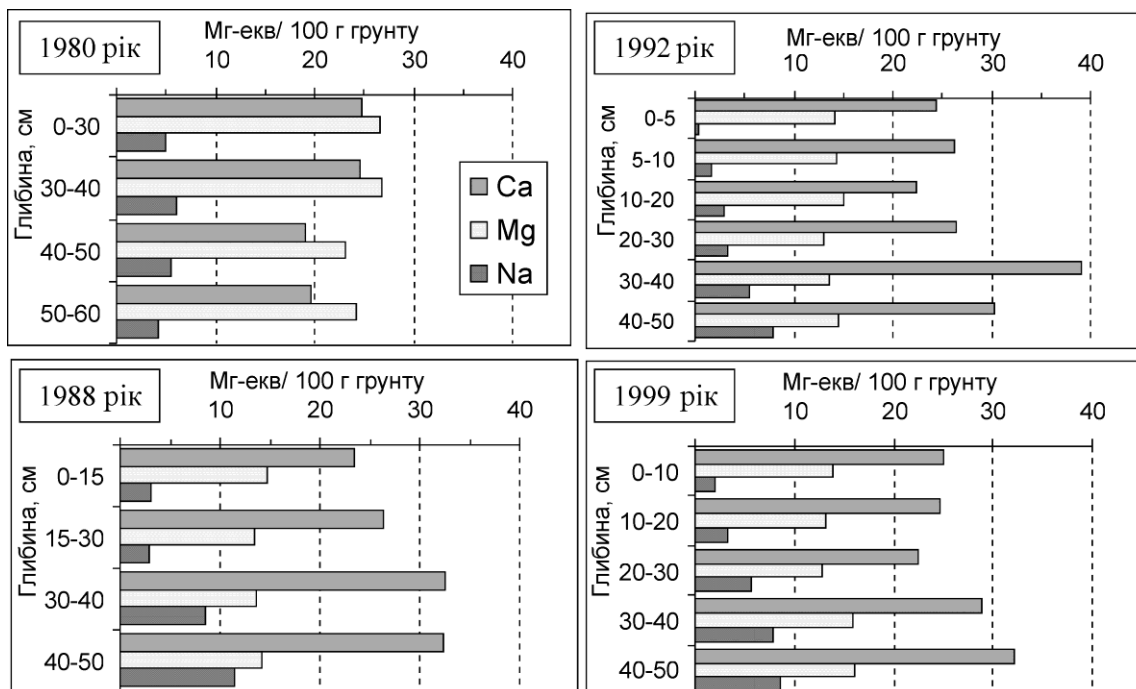 1980 рік
Мг-екв/ 100 г грунту
10 20 30 40
Глибина, см
0-30
30-40
40-50
50-60
Ca
Mg
Na
1992 рік
Мг-екв/ 100 г грунту
10 20 30 40
Глибина, см
0-5
5-10
10-20
20-30
30-40
40-50
1988 рік
Мг-екв/ 100 г грунту
10 20 30 40
Глибина, см
0-15
15-30
30-40
40-50
1999 рік
Мг-екв/ 100 г грунту
10 20 30 40
Глибина, см
0-10
10-20
20-30
30-40
40-50